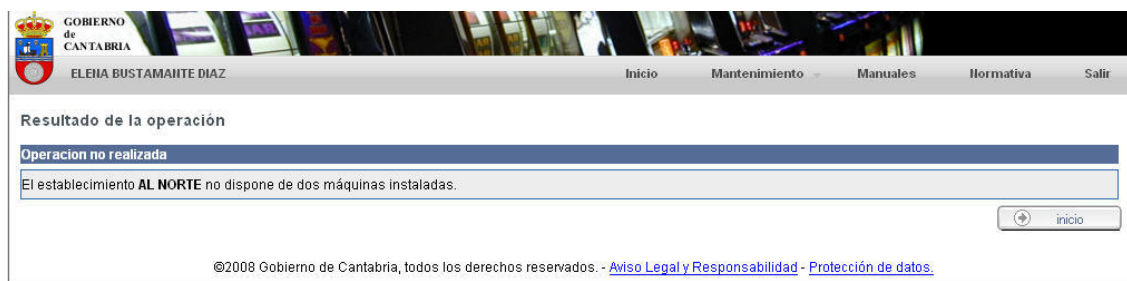 GOBIERNO
de
CANTABRIA
ELENA BUSTAMANTE DIAZ Inicio Mantenimiento Manuales Normativa Salir
Resultado de la operación
Operacion no realizada
El establecimiento AL NORTE no dispone de dos máquinas instaladas.
inicio
©2008 Gobierno de Cantabria, todos los derechos reservados. - Aviso Legal y Responsabilidad - Protección de datos.